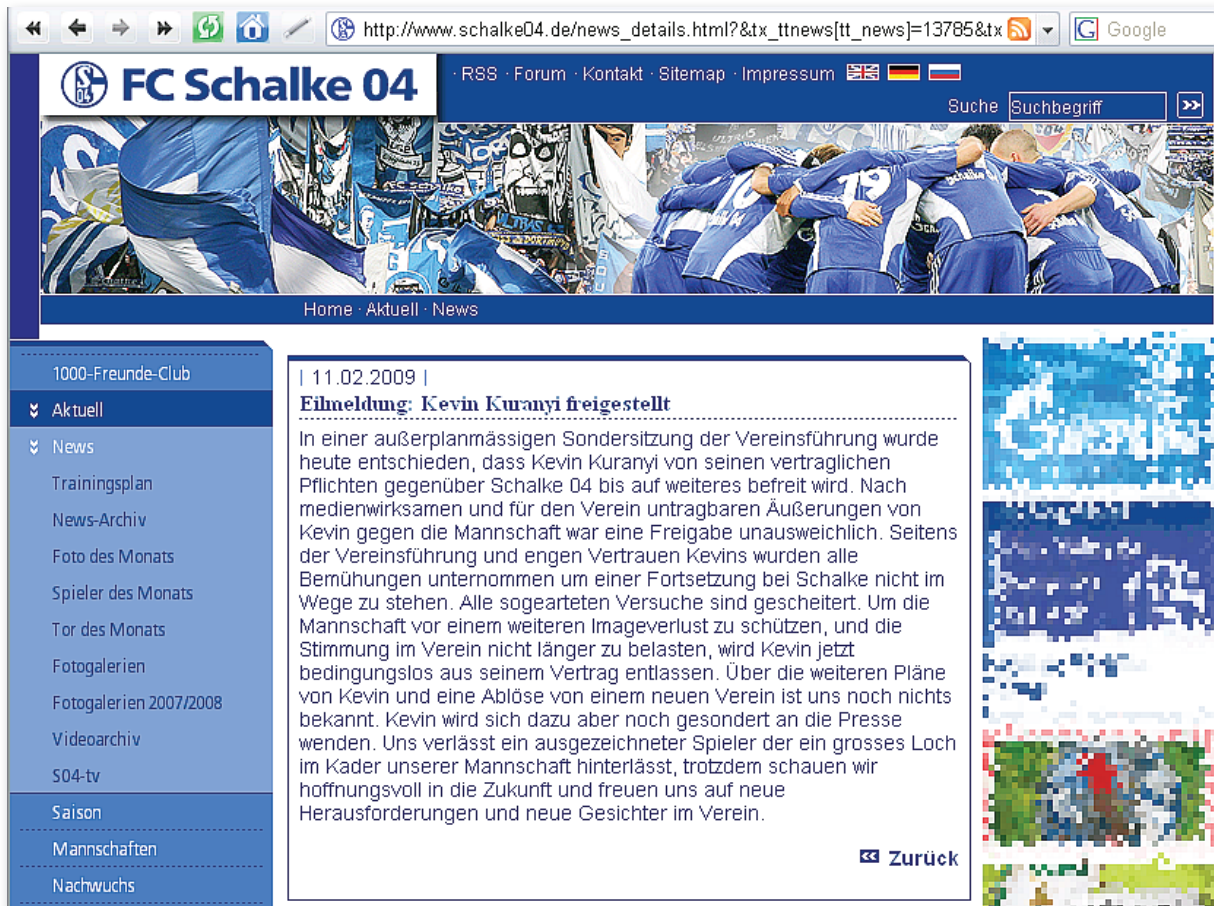 http://www.schalke04.de/news_details.html?&tx_ttnews[tt_news]=13785&tx
G Google
FC Schalke 04
· RSS · Forum · Kontakt · Sitemap · Impressum
Suche Suchbegriff
Home · Aktuell · News
1000-Freunde-Club
Aktuell
News
Trainingsplan
News-Archiv
Foto des Monats
Spieler des Monats
Tor des Monats
Fotogalerien
Fotogalerien 2007/2008
Videoarchiv
S04-tv
Saison
Mannschaften
Nachwuchs
| 11.02.2009 |
Eilmeldung: Kevin Kuranyi freigestellt
In einer außerplanmässigen Sondersitzung der Vereinsführung wurde
heute entschieden, dass Kevin Kuranyi von seinen vertraglichen
Pflichten gegenüber Schalke 04 bis auf weiteres befreit wird. Nach
medienwirksamen und für den Verein untragbaren Äußerungen von
Kevin gegen die Mannschaft war eine Freigabe unausweichlich. Seitens
der Vereinsführung und engen Vertrauen Kevins wurden alle
Bemühungen unternommen um einer Fortsetzung bei Schalke nicht im
Wege zu stehen. Alle sogearteten Versuche sind gescheitert. Um die
Mannschaft vor einem weiteren Imageverlust zu schützen, und die
Stimmung im Verein nicht länger zu belasten, wird Kevin jetzt
bedingungslos aus seinem Vertrag entlassen. Über die weiteren Pläne
von Kevin und eine Ablöse von einem neuen Verein ist uns noch nichts
bekannt. Kevin wird sich dazu aber noch gesondert an die Presse
wenden. Uns verlässt ein ausgezeichneter Spieler der ein grosses Loch
im Kader unserer Mannschaft hinterlässt, trotzdem schauen wir
hoffnungsvoll in die Zukunft und freuen uns auf neue
Herausforderungen und neue Gesichter im Verein.
Zurück